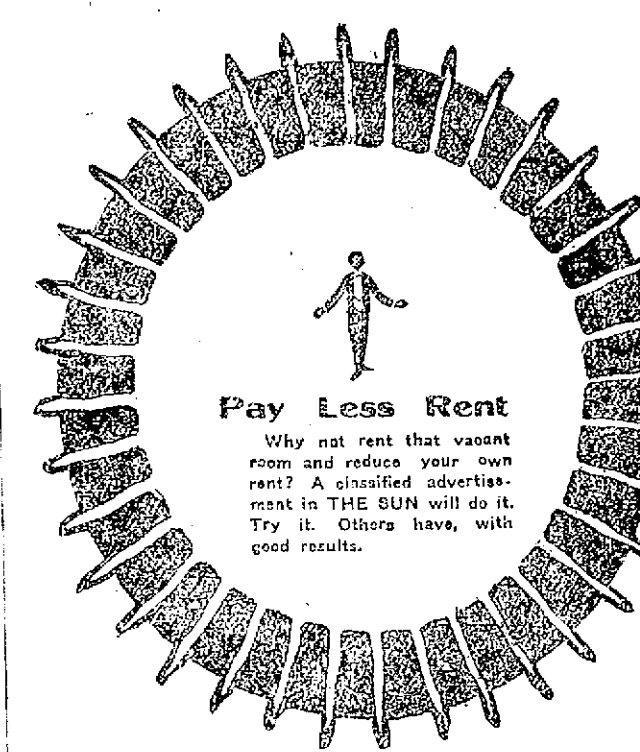 Pay Less Rent
Why not rent that vacant
room and reduce your own
rent? A classified advertise-
ment in THE SUN will do it.
Try it. Others have, with
good results.